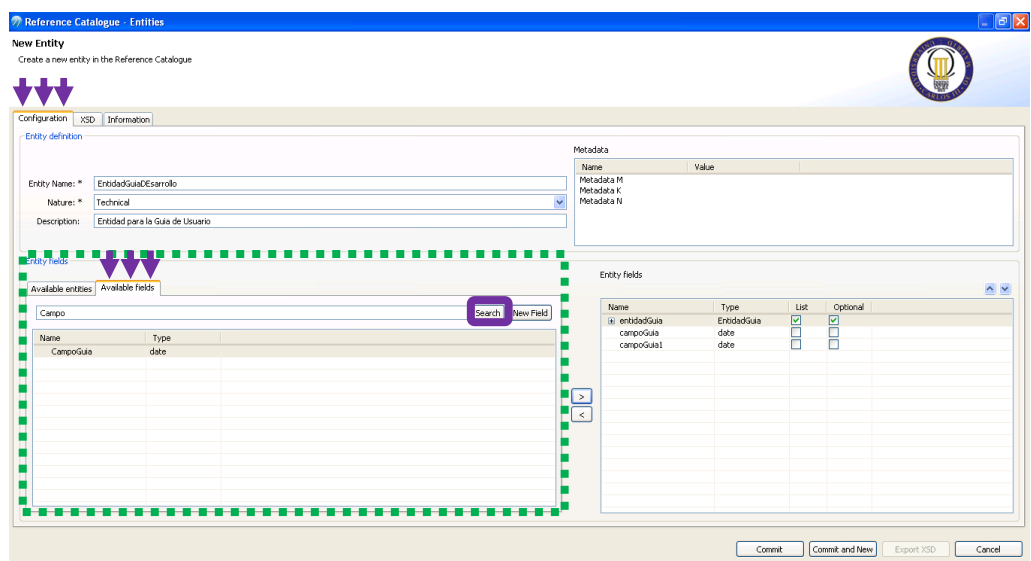 Reference Catalogue - Entities
New Entity
Create a new entity in the Reference Catalogue
Configuration XSD Information
Entity definition
Metadata
Name Value
Metadata M
Metadata K
Metadata N
Entity Name: * EntidadGuiaDEsarrollo
Nature: * Technical
Description: Entidad para la Guia de Usuario
Entity fields
Available entities Available fields
Campo Search New Field
Name Type
CampoGuia date
Entity fields
Name Type List Optional
entidadGuia EntidadGuia
campoGuia date
campoGuia1 date
>
<
Commit Commit and New Export XSD Cancel